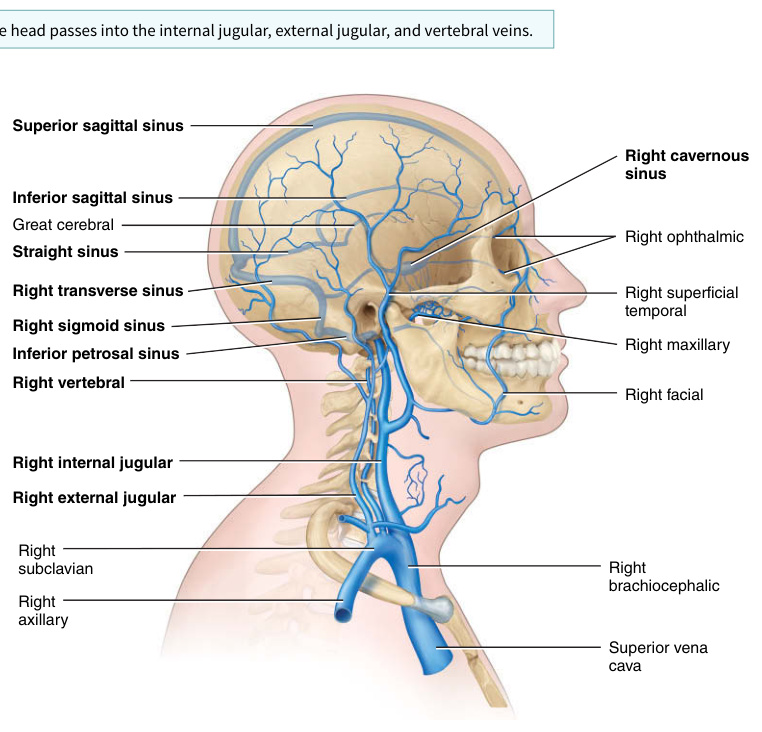 e head passes into the internal jugular, external jugular, and vertebral veins.
Superior sagittal sinus
Right cavernous
sinus
Inferior sagittal sinus
Great cerebral
Right ophthalmic
Straight sinus
Right transverse sinus
Right superficial
temporal
Right sigmoid sinus
Right maxillary
Inferior petrosal sinus
Right vertebral
Right facial
Right internal jugular
Right external jugular
Right
subclavian
Right
brachiocephalic
Right
axillary
Superior vena
cava